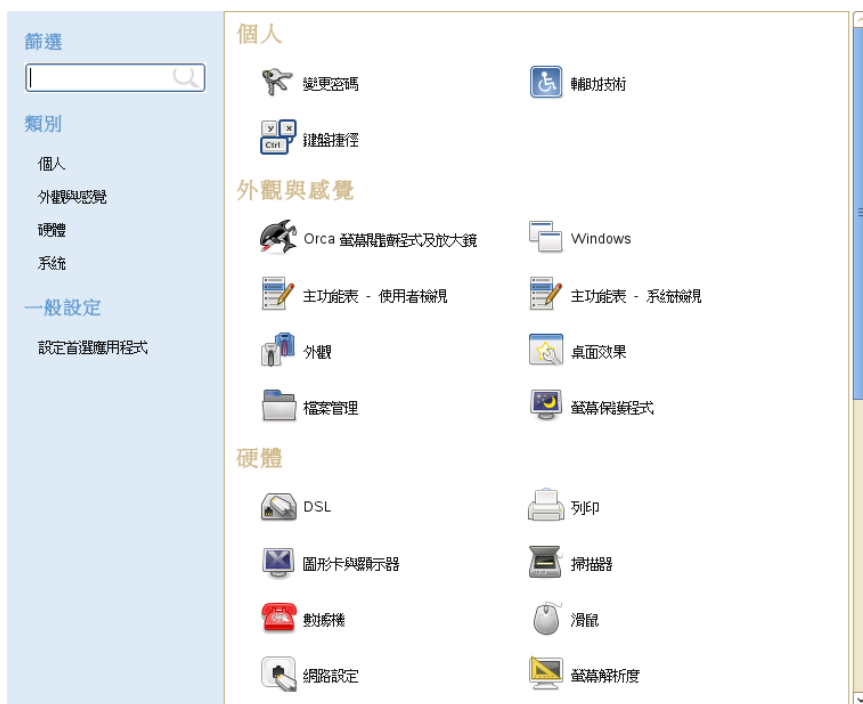 篩選
類別
個人
外觀與感覺
硬體
系統
一般設定
設定首選應用程式
個人
變更密碼
輔助技術
y x
Ctrl
鍵盤捷徑
外觀與感覺
Orca 螢幕閱讀程式及放大鏡
Windows
主功能表 - 使用者檢視
主功能表 - 系統檢視
外觀
桌面效果
檔案管理
螢幕保護程式
硬體
DSL
列印
圖形卡與顯示器
掃描器
數據機
滑鼠
網路設定
螢幕解析度